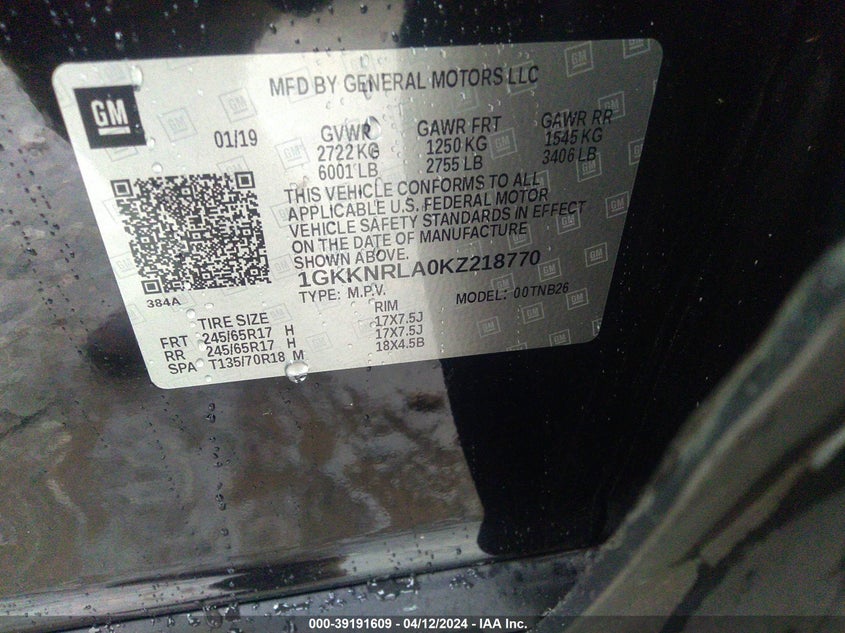 MFD BY GENERAL MOTORS LLC
GM
01/19 GVWR GAWR FRT GAWR RR
2722 KG 1250 KG 1545 KG
6001 LB 2755 LB 3406 LB
THIS VEHICLE CONFORMS TO ALL
APPLICABLE U.S. FEDERAL MOTOR
VEHICLE SAFETY STANDARDS IN EFFECT
ON THE DATE OF MANUFACTURE
SHOWN ABOVE.
1GKKNRLA0KZ218770
384A
TYPE: M.P.V. MODEL: 00TNB26
TIRE SIZE RIM
FRT 245/65R17 H 17X7.5J
RR 245/65R17 H 17X7.5J
SPA T135/70R18 M 18X4.5B
000-39191609 - 04/12/2024 - IAA Inc.